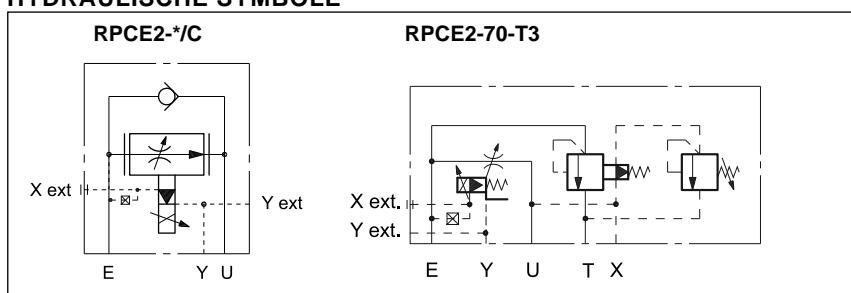 HYDRAULISCHE SYMBOLE
RPCE2-*/C
RPCE2-70-T3
X ext
Y ext
E Y U
X ext.
Y ext.
E Y U T X